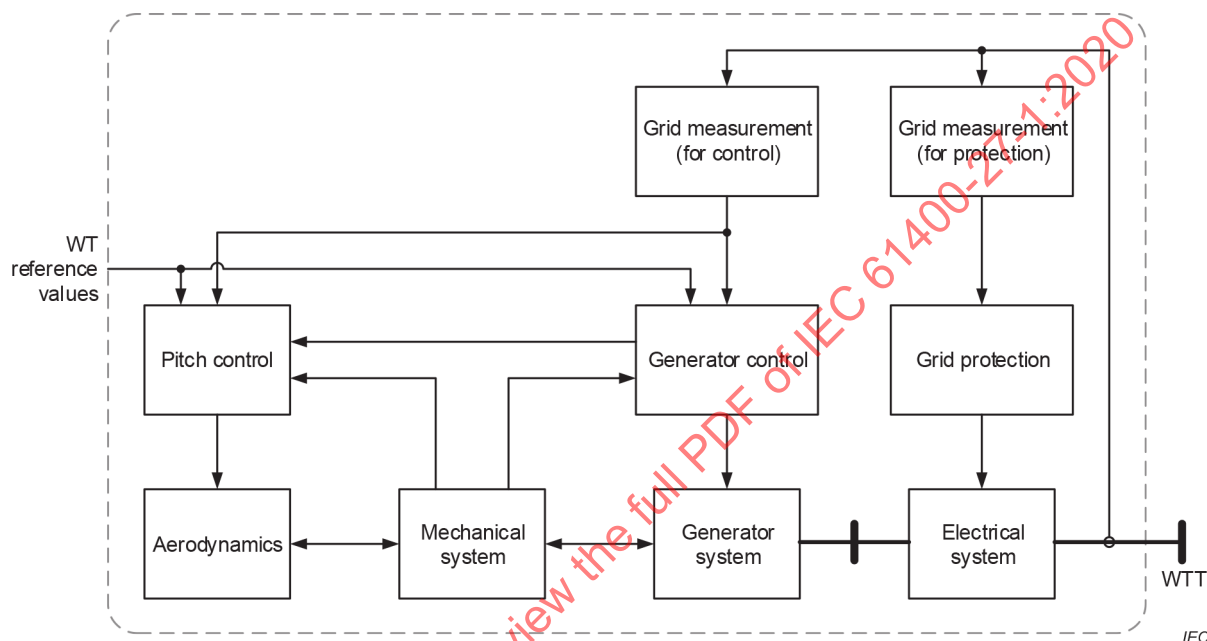 Grid measurement
(for control)
Grid measurement
(for protection)
WT
reference
values
Pitch control
Generator control
Grid protection
Aerodynamics
Mechanical
system
Generator
system
Electrical
system
WTT
IEC
view the full PDF of IEC 61400-27-1:2020